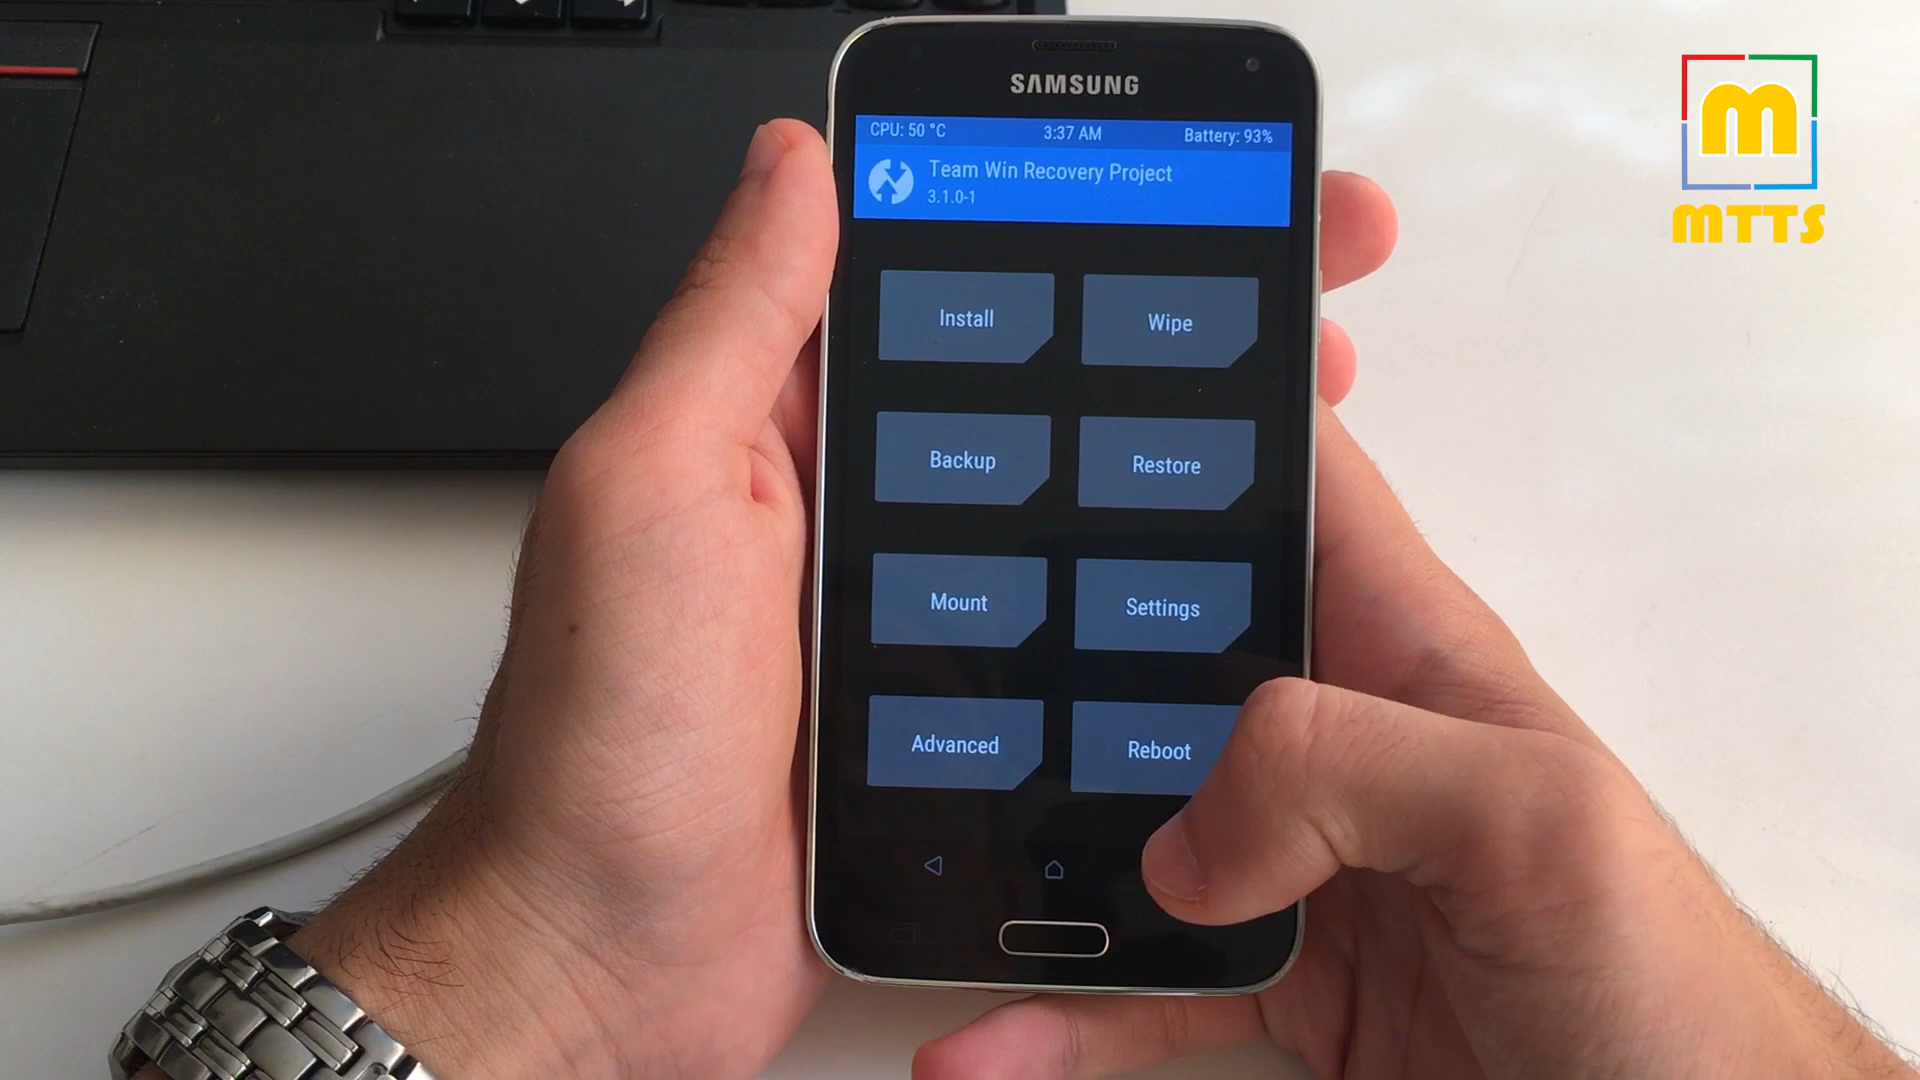 SAMSUNG
CPU: 50 °C 3:37 AM Battery: 93%
Team Win Recovery Project
3.1.0-1
Install Wipe
Backup Restore
Mount Settings
Advanced Reboot
m
MTTS